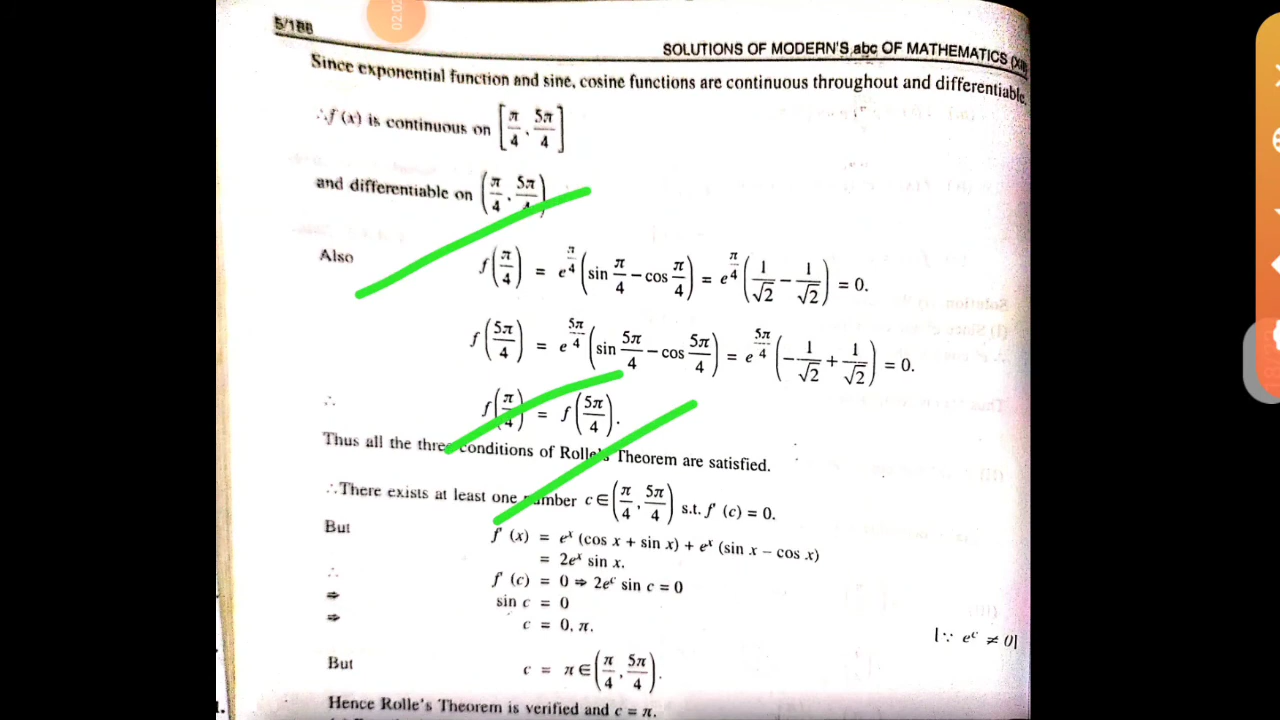 02:02
5/188
SOLUTIONS OF MODERN'S abc OF MATHEMATICS (XII)
Since exponential function and sine, cosine functions are continuous throughout and differentiable.
∴ f (x) is continuous on [π/4, 5π/4]
and differentiable on (π/4, 5π/4)
Also f(π/4) = e^(π/4) (sin π/4 − cos π/4) = e^(π/4) (1/√2 − 1/√2) = 0.
f(5π/4) = e^(5π/4) (sin 5π/4 − cos 5π/4) = e^(5π/4) (−1/√2 + 1/√2) = 0.
∴ f(π/4) = f(5π/4).
Thus all the three conditions of Rolle's Theorem are satisfied.
∴ There exists at least one number c ∈ (π/4, 5π/4) s.t. f' (c) = 0.
But f' (x) = e^x (cos x + sin x) + e^x (sin x − cos x)
= 2e^x sin x.
∴ f' (c) = 0 ⇒ 2e^c sin c = 0
⇒ sin c = 0
⇒ c = 0, π. |∵ e^c ≠ 0|
But c = π ∈ (π/4, 5π/4).
Hence Rolle's Theorem is verified and c = π.